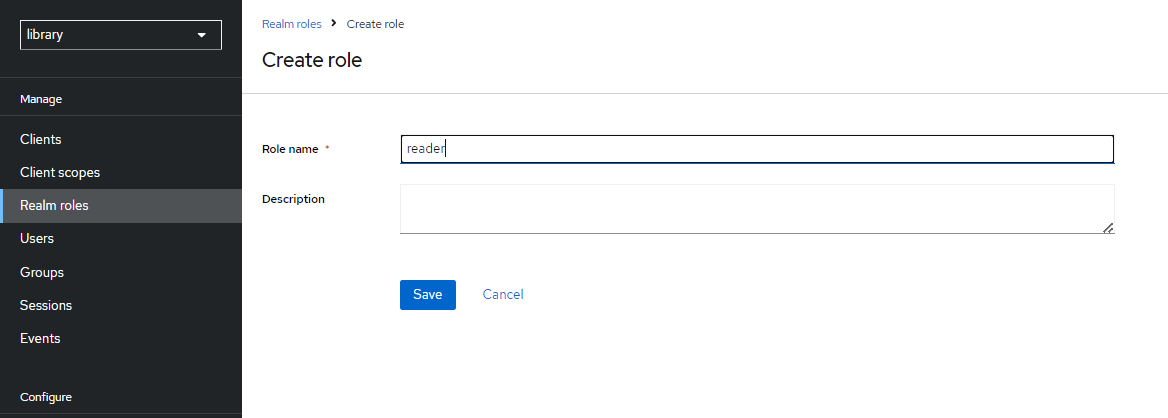 library
Manage
Clients
Client scopes
Realm roles
Users
Groups
Sessions
Events
Configure
Realm roles > Create role
Create role
Role name *
reader
Description
Save Cancel